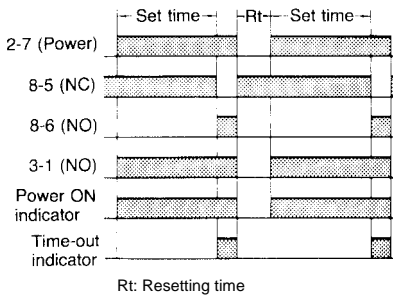 Set time Rt Set time
2-7 (Power)
8-5 (NC)
8-6 (NO)
3-1 (NO)
Power ON
indicator
Time-out
indicator
Rt: Resetting time